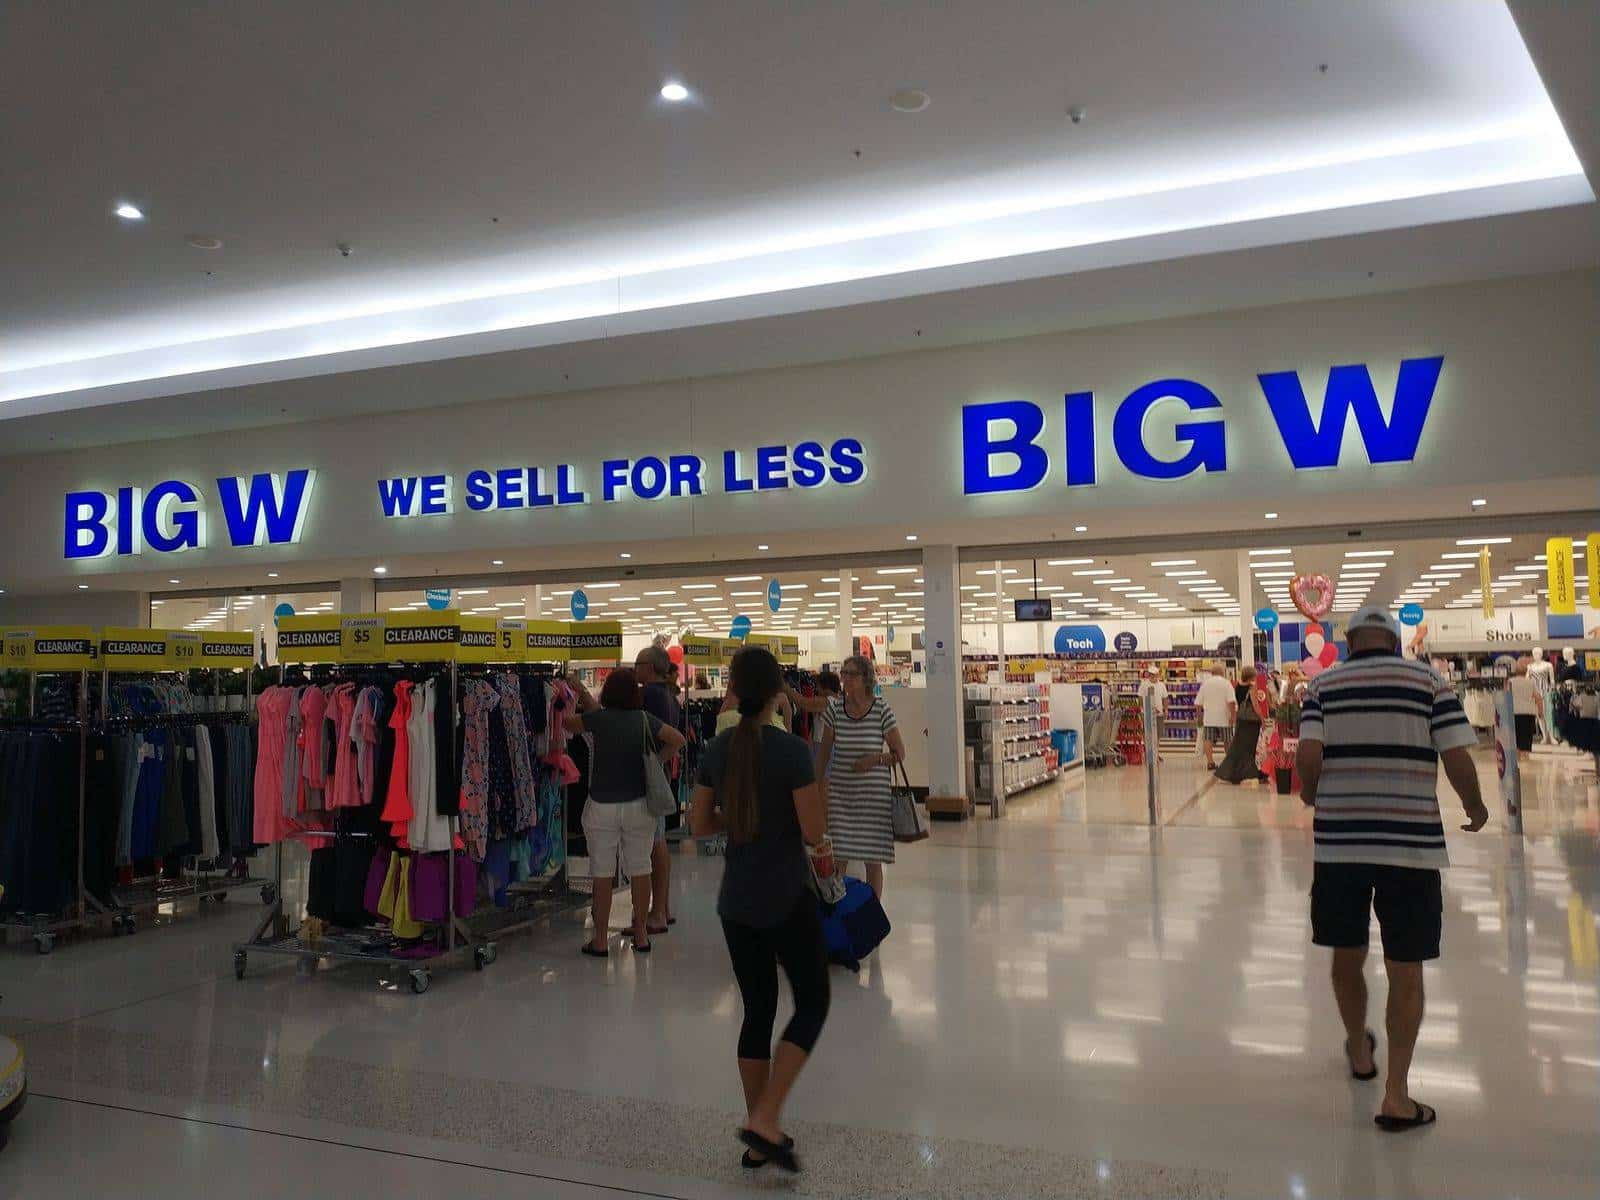 BIG W
WE SELL FOR LESS
BIG W
$10 CLEARANCE
CLEARANCE $10 CLEARANCE
CLEARANCE
CLEARANCE $5 CLEARANCE
ARANCE 5 CLEARANCE CLEARANCE
Tech
Shoes
CLEARANCE